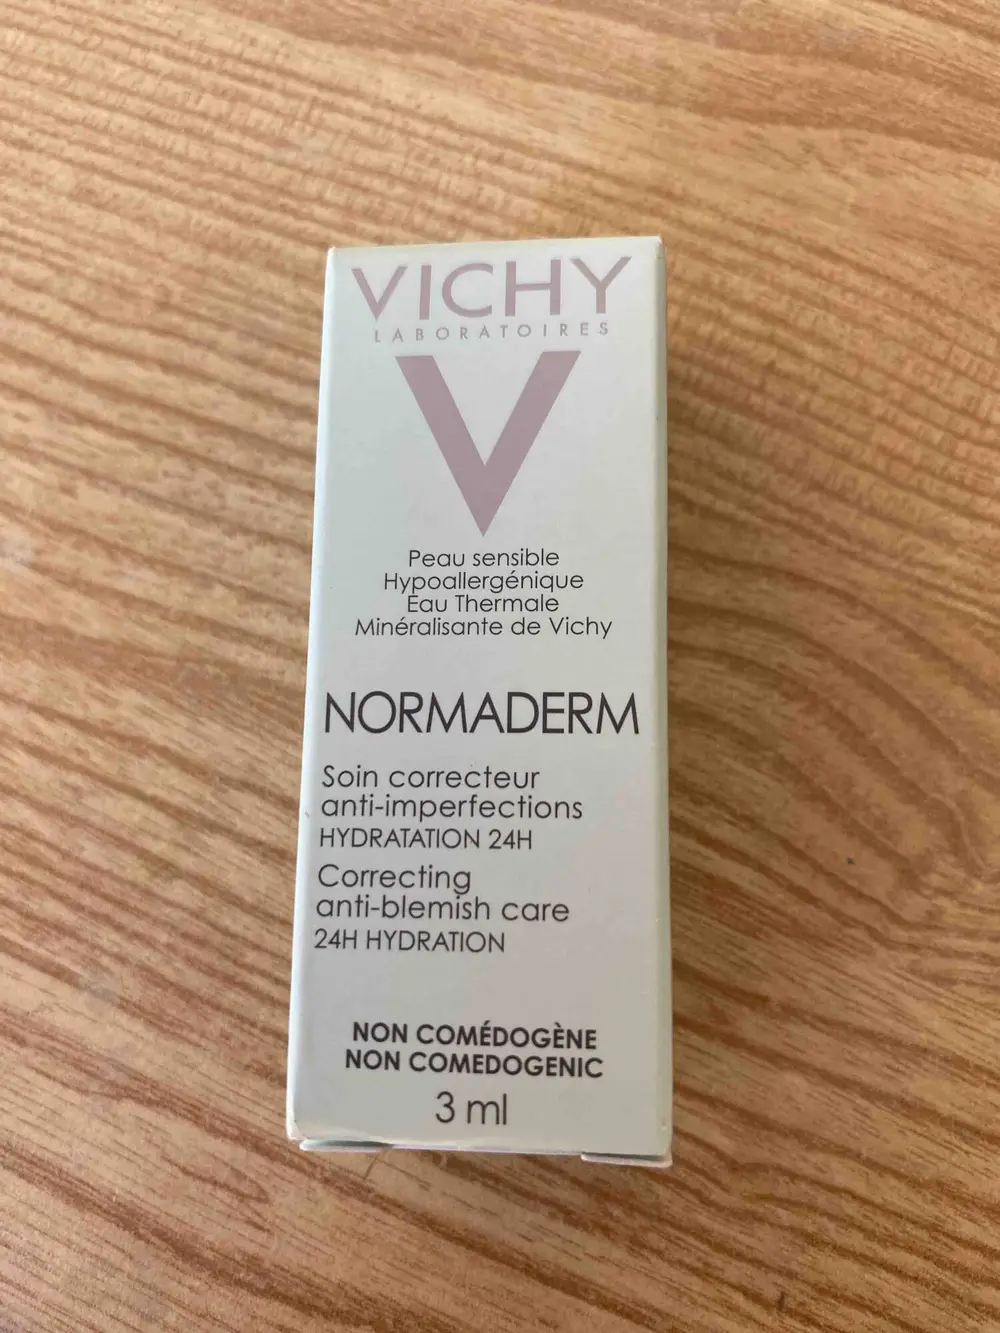 VICHY
LABORATOIRES
V
Peau sensible
Hypoallergénique
Eau Thermale
Minéralisante de Vichy
NORMADERM
Soin correcteur
anti-imperfections
HYDRATATION 24H
Correcting
anti-blemish care
24H HYDRATION
NON COMÉDOGÈNE
NON COMEDOGENIC
3 ml